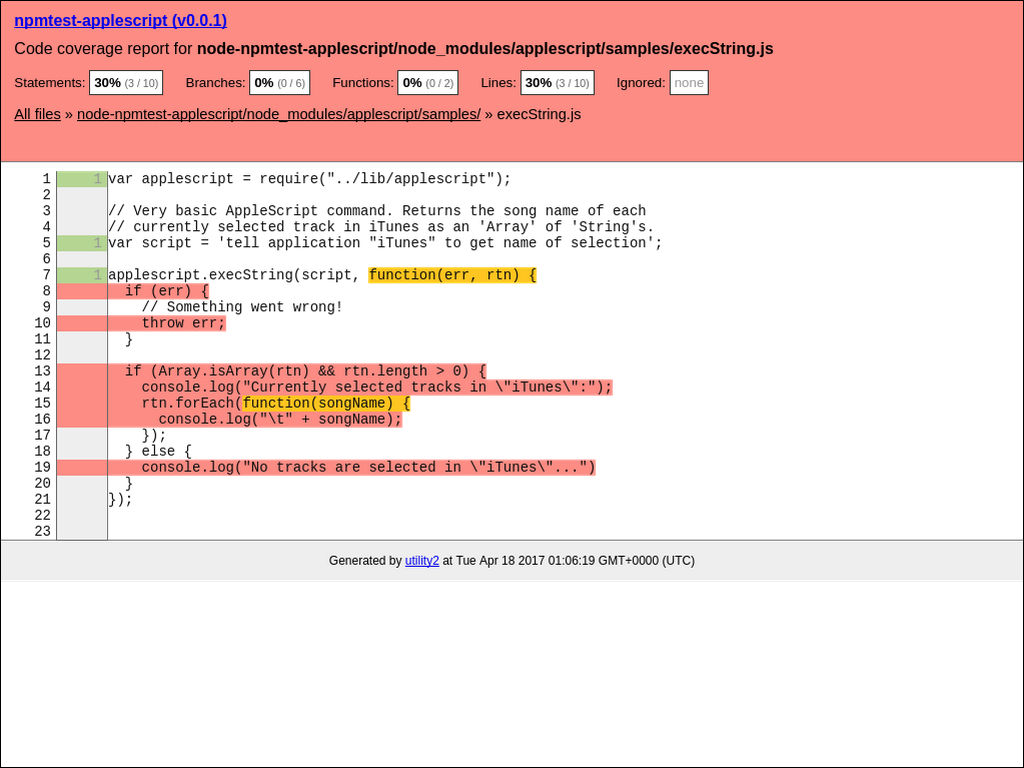 npmtest-applescript (v0.0.1)
Code coverage report for node-npmtest-applescript/node_modules/applescript/samples/execString.js
Statements: 30% (3 / 10) Branches: 0% (0 / 6) Functions: 0% (0 / 2) Lines: 30% (3 / 10) Ignored: none
All files » node-npmtest-applescript/node_modules/applescript/samples/ » execString.js
1 1 var applescript = require("../lib/applescript");
2
3 // Very basic AppleScript command. Returns the song name of each
4 // currently selected track in iTunes as an 'Array' of 'String's.
5 1 var script = 'tell application "iTunes" to get name of selection';
6
7 1 applescript.execString(script, function(err, rtn) {
8   if (err) {
9     // Something went wrong!
10     throw err;
11   }
12
13   if (Array.isArray(rtn) && rtn.length > 0) {
14     console.log("Currently selected tracks in \"iTunes\":");
15     rtn.forEach(function(songName) {
16       console.log("\t" + songName);
17     });
18   } else {
19     console.log("No tracks are selected in \"iTunes\"...")
20   }
21 });
22
23
Generated by utility2 at Tue Apr 18 2017 01:06:19 GMT+0000 (UTC)